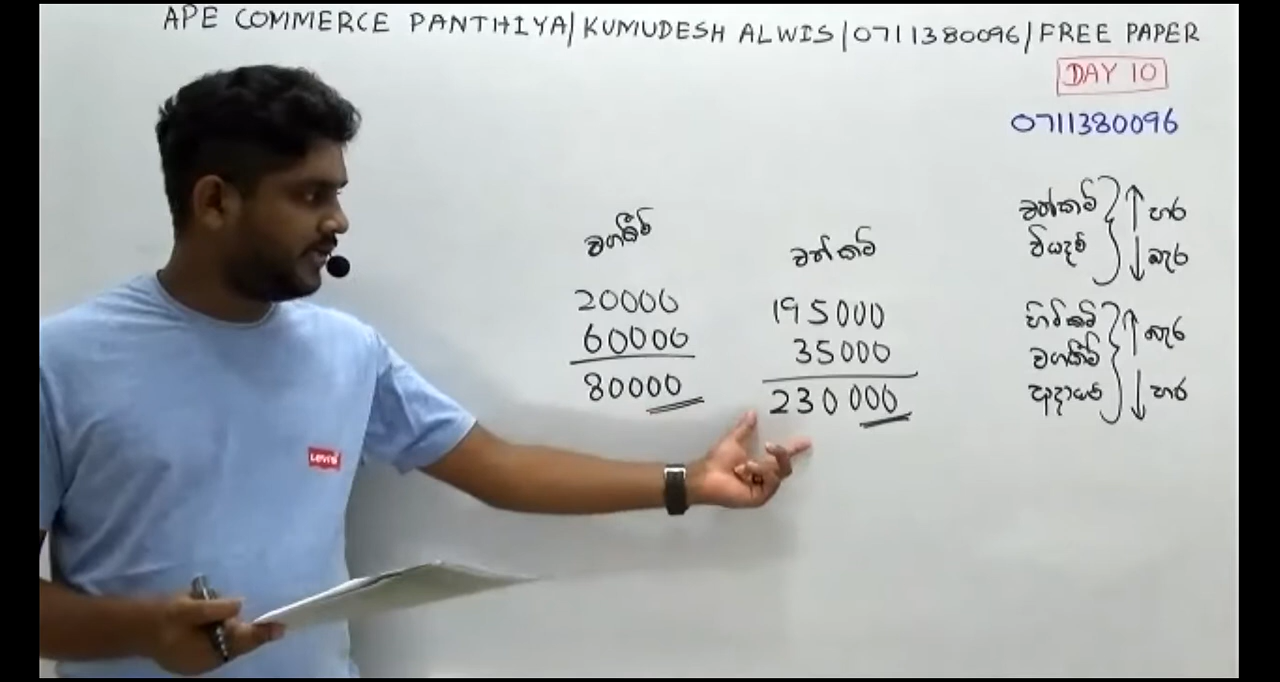 APE COMMERCE PANTHIYA/KUMUDESH ALWIS/0711380096/FREE PAPER
DAY 10
0711380096
වගකීම්
20000
60000
80000
වත්කම්
195000
35000
230000
වත්කම් ↑ හර
වියදම් ↓ බැර
හිමිකම් ↑ බැර
වගකීම්
ආදායම් ↓ හර
Levi's